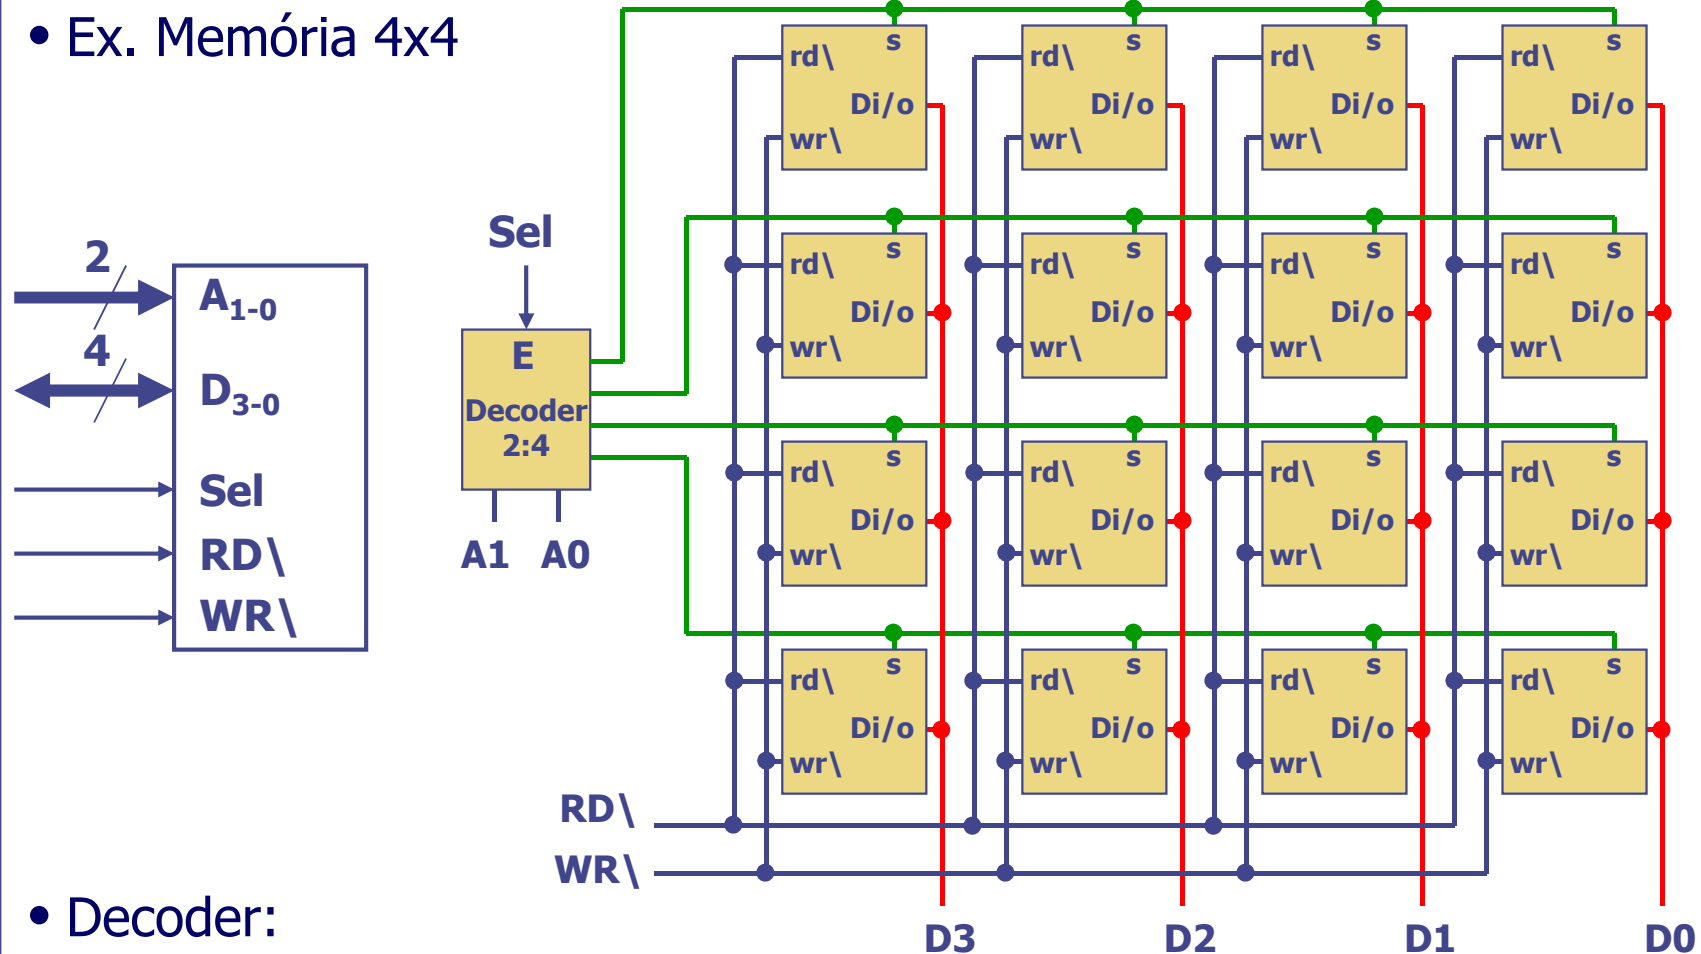 • Ex. Memória 4x4
2
A1-0
4
D3-0
Sel
RD\
WR\
Sel
E
Decoder
2:4
A1 A0
s s s s
rd\ rd\ rd\ rd\
Di/o Di/o Di/o Di/o
wr\ wr\ wr\ wr\
s s s s
rd\ rd\ rd\ rd\
Di/o Di/o Di/o Di/o
wr\ wr\ wr\ wr\
s s s s
rd\ rd\ rd\ rd\
Di/o Di/o Di/o Di/o
wr\ wr\ wr\ wr\
s s s s
rd\ rd\ rd\ rd\
Di/o Di/o Di/o Di/o
wr\ wr\ wr\ wr\
RD\
WR\
D3 D2 D1 D0
• Decoder: